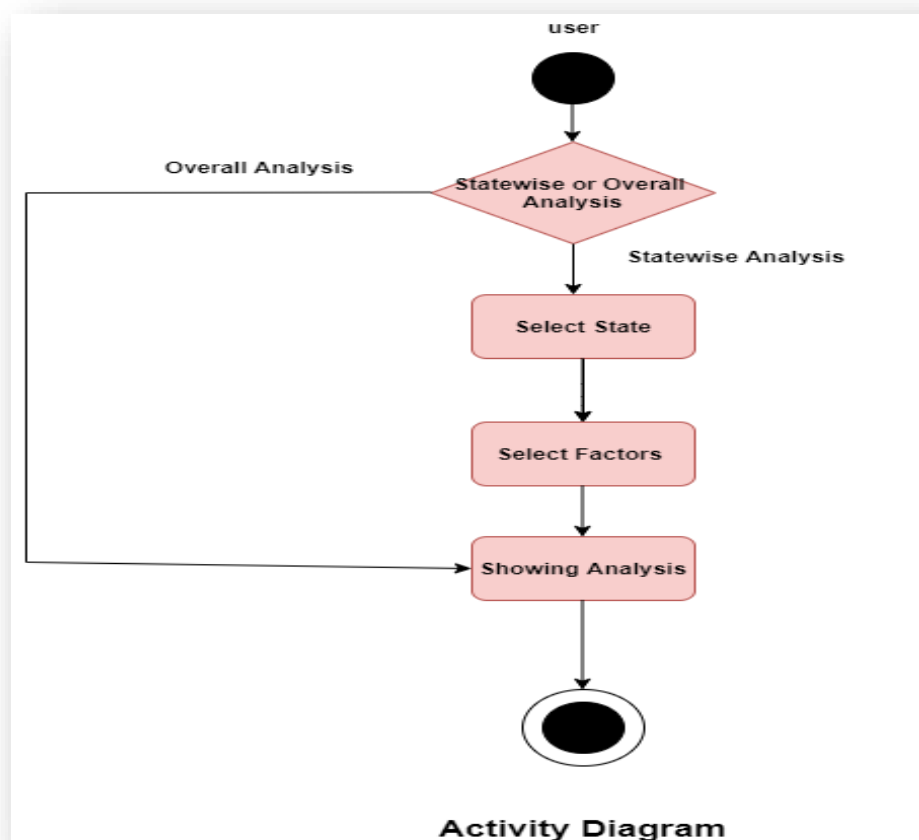 user
Overall Analysis
Statewise or Overall
Analysis
Statewise Analysis
Select State
Select Factors
Showing Analysis
Activity Diagram